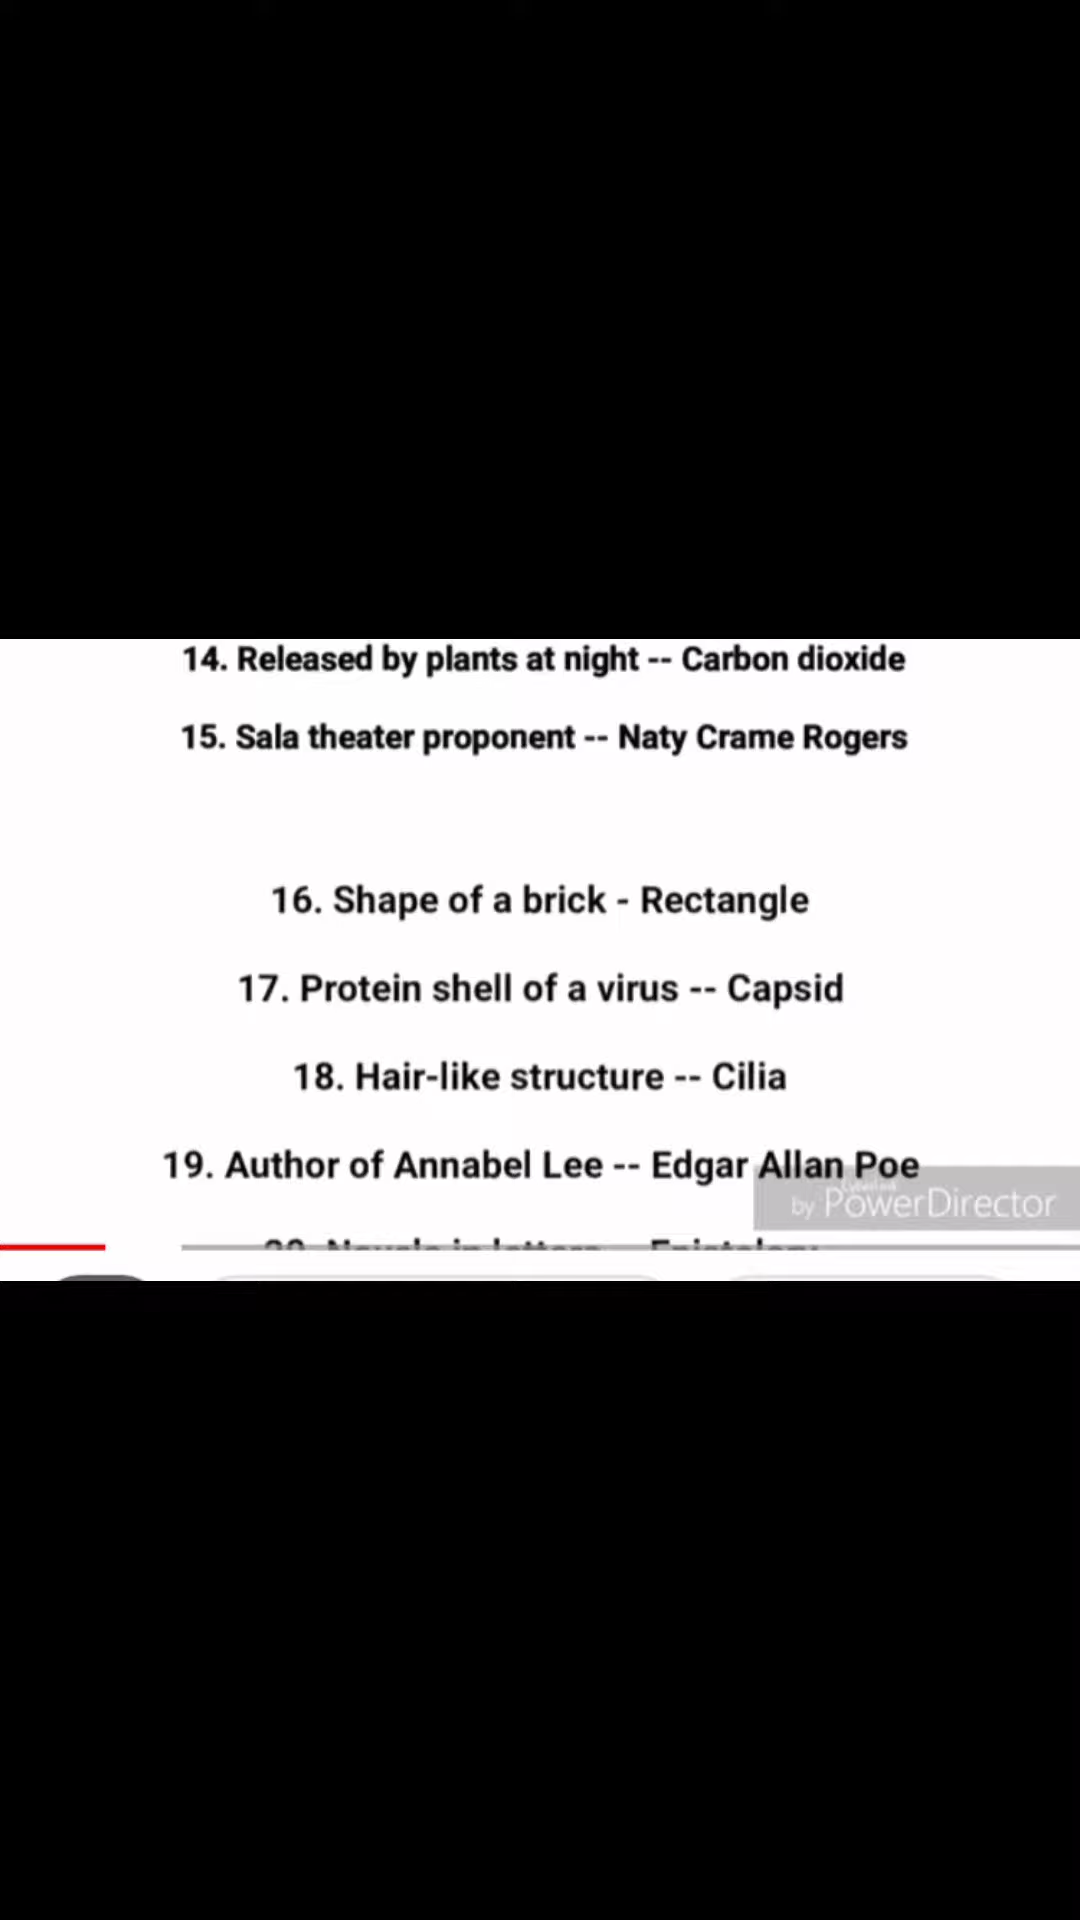 14. Released by plants at night -- Carbon dioxide
15. Sala theater proponent -- Naty Crame Rogers
16. Shape of a brick - Rectangle
17. Protein shell of a virus -- Capsid
18. Hair-like structure -- Cilia
19. Author of Annabel Lee -- Edgar Allan Poe
by PowerDirector